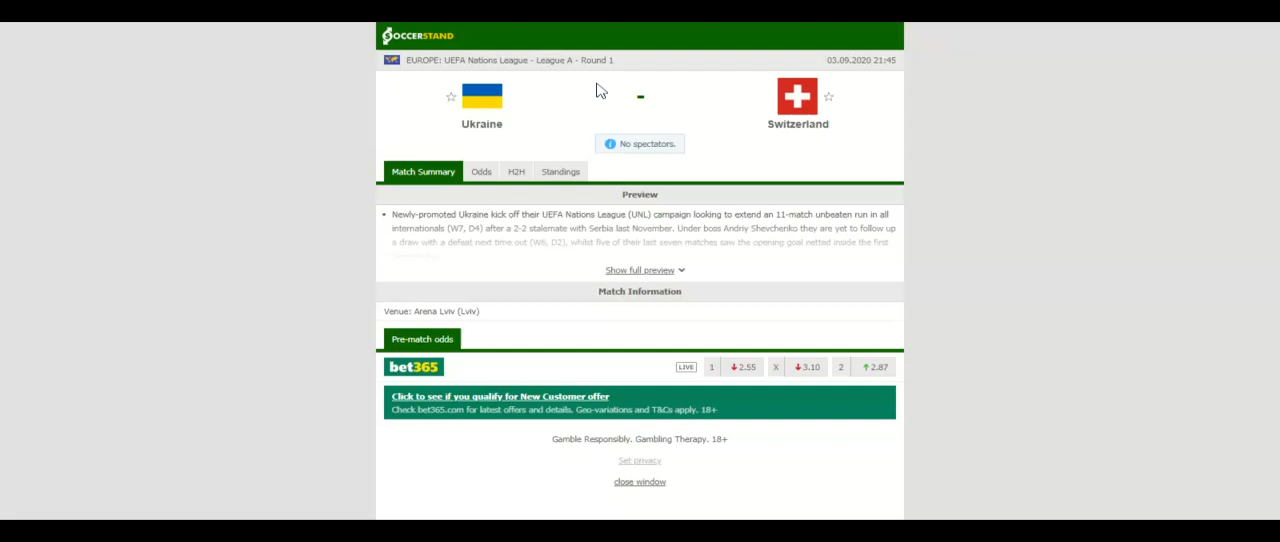 SOCCERSTAND
EUROPE: UEFA Nations League - League A - Round 1 03.09.2020 21:45
-
Ukraine Switzerland
No spectators.
Match Summary Odds H2H Standings
Preview
Newly-promoted Ukraine kick off their UEFA Nations League (UNL) campaign looking to extend an 11-match unbeaten run in all
internationals (W7, D4) after a 2-2 stalemate with Serbia last November. Under boss Andriy Shevchenko they are yet to follow up
a draw with a defeat next time out (W6, D2), whilst five of their last seven matches saw the opening goal netted inside the first
Show full preview
Match Information
Venue: Arena Lviv (Lviv)
Pre-match odds
bet365 LIVE 1 2.55 X 3.10 2 2.87
Click to see if you qualify for New Customer offer
Check bet365.com for latest offers and details. Geo-variations and T&Cs apply. 18+
Gamble Responsibly. Gambling Therapy. 18+
Set privacy
close window